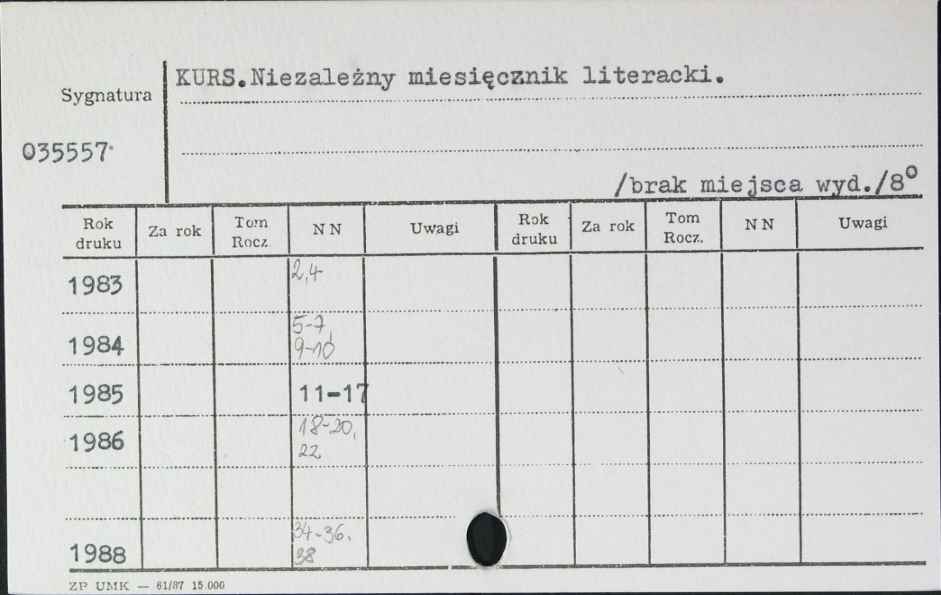 KURS.Niezależny miesięcznik literacki.
Sygnatura
035557
/brak miejsca wyd./8°
Rok druku Za rok Tom Rocz. NN Uwagi Rok druku Za rok Tom Rocz. NN Uwagi
1983 2,4
1984 5-7,
9-10
1985 11-17
1986 18-20,
22
1988 34-36.
38
ZP UMK — 61/87 15.000